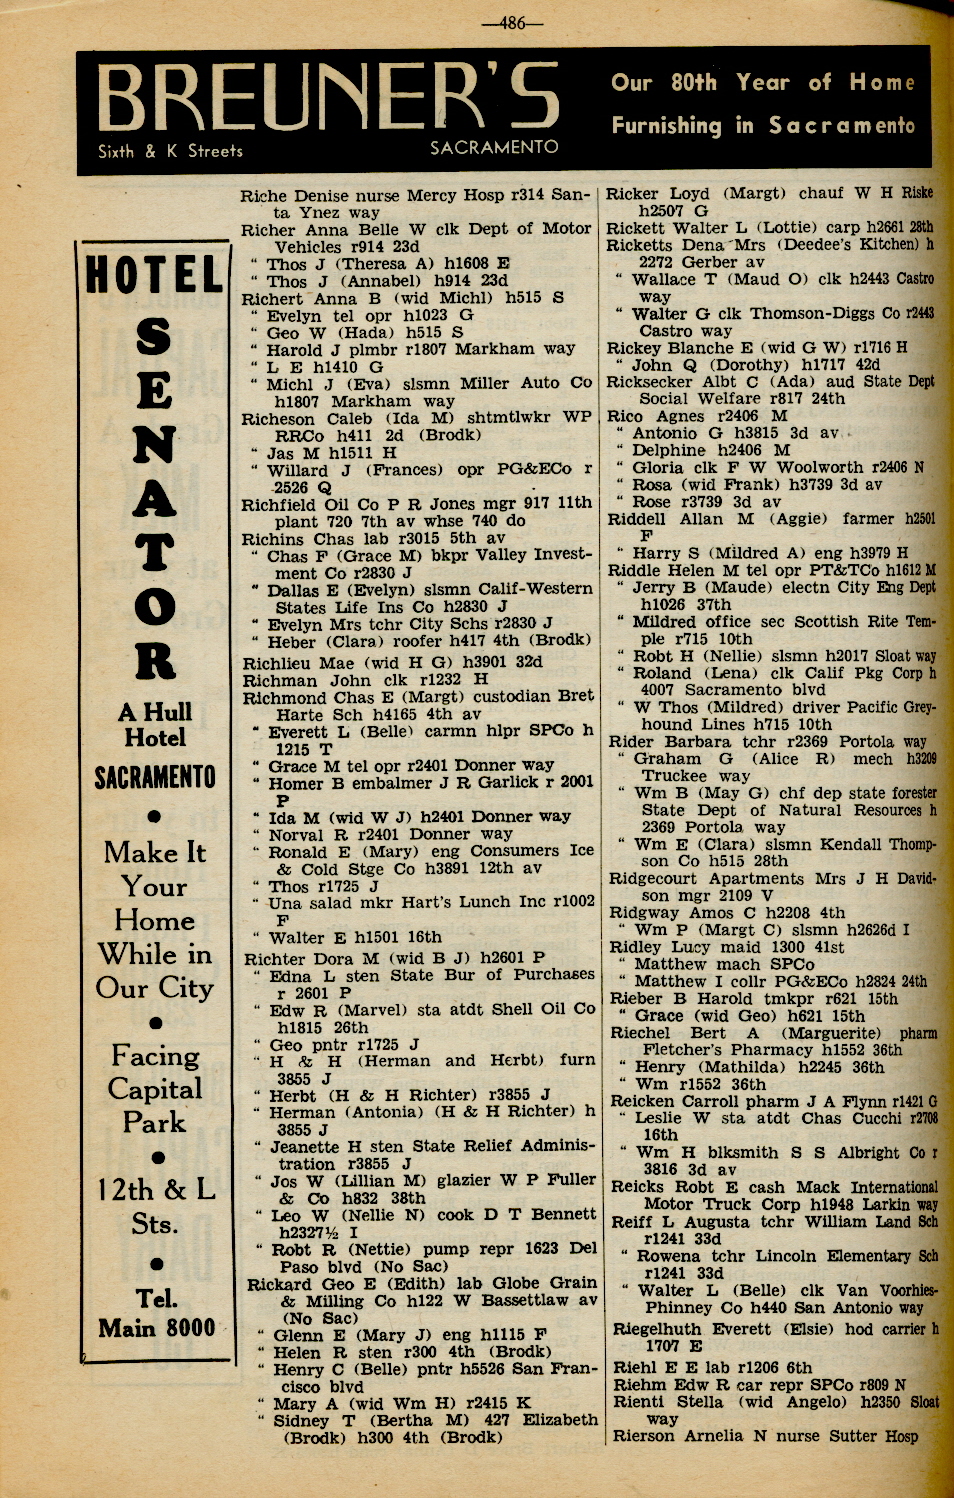 —486—
BREUNER'S
Sixth & K Streets
SACRAMENTO
Our 80th Year of Home
Furnishing in Sacramento
HOTEL
S
E
N
A
T
O
R
A Hull
Hotel
SACRAMENTO
●
Make It
Your
Home
While in
Our City
●
Facing
Capital
Park
●
12th & L
Sts.
●
Tel.
Main 8000
Riche Denise nurse Mercy Hosp r314 San-
ta Ynez way
Richer Anna Belle W clk Dept of Motor
Vehicles r914 23d
" Thos J (Theresa A) h1608 E
" Thos J (Annabel) h914 23d
Richert Anna B (wid Michl) h515 S
" Evelyn tel opr h1023 G
" Geo W (Hada) h515 S
" Harold J plmbr r1807 Markham way
" L E h1410 G
" Michl J (Eva) slsmn Miller Auto Co
h1807 Markham way
Richeson Caleb (Ida M) shtmtlwkr WP
RRCo h411 2d (Brodk)
" Jas M h1511 H
" Willard J (Frances) opr PG&ECo r
2526 Q
Richfield Oil Co P R Jones mgr 917 11th
plant 720 7th av whse 740 do
Richins Chas lab r3015 5th av
" Chas F (Grace M) bkpr Valley Invest-
ment Co r2830 J
" Dallas E (Evelyn) slsmn Calif-Western
States Life Ins Co h2830 J
" Evelyn Mrs tchr City Schs r2830 J
" Heber (Clara) roofer h417 4th (Brodk)
Richlieu Mae (wid H G) h3901 32d
Richman John clk r1232 H
Richmond Chas E (Margt) custodian Bret
Harte Sch h4165 4th av
" Everett L (Belle) carmn hlpr SPCo h
1215 T
" Grace M tel opr r2401 Donner way
" Homer B embalmer J R Garlick r 2001
P
" Ida M (wid W J) h2401 Donner way
" Norval R r2401 Donner way
" Ronald E (Mary) eng Consumers Ice
& Cold Stge Co h3891 12th av
" Thos r1725 J
" Una salad mkr Hart's Lunch Inc r1002
F
" Walter E h1501 16th
Richter Dora M (wid B J) h2601 P
" Edna L sten State Bur of Purchases
r 2601 P
" Edw R (Marvel) sta atdt Shell Oil Co
h1815 26th
" Geo pntr r1725 J
" H & H (Herman and Herbt) furn
3855 J
" Herbt (H & H Richter) r3855 J
" Herman (Antonia) (H & H Richter) h
3855 J
" Jeanette H sten State Relief Adminis-
tration r3855 J
" Jos W (Lillian M) glazier W P Fuller
& Co h832 38th
" Leo W (Nellie N) cook D T Bennett
h2327½ I
" Robt R (Nettie) pump repr 1623 Del
Paso blvd (No Sac)
Rickard Geo E (Edith) lab Globe Grain
& Milling Co h122 W Bassettlaw av
(No Sac)
" Glenn E (Mary J) eng h1115 F
" Helen R sten r300 4th (Brodk)
" Henry C (Belle) pntr h5526 San Fran-
cisco blvd
" Mary A (wid Wm H) r2415 K
" Sidney T (Bertha M) 427 Elizabeth
(Brodk) h300 4th (Brodk)
Ricker Loyd (Margt) chauf W H Riske
h2507 G
Rickett Walter L (Lottie) carp h2661 28th
Ricketts Dena Mrs (Deedee's Kitchen) h
2272 Gerber av
" Wallace T (Maud O) clk h2443 Castro
way
" Walter G clk Thomson-Diggs Co r2443
Castro way
Rickey Blanche E (wid G W) r1716 H
" John Q (Dorothy) h1717 42d
Ricksecker Albt C (Ada) aud State Dept
Social Welfare r817 24th
Rico Agnes r2406 M
" Antonio G h3815 3d av
" Delphine h2406 M
" Gloria clk F W Woolworth r2406 N
" Rosa (wid Frank) h3739 3d av
" Rose r3739 3d av
Riddell Allan M (Aggie) farmer h2501
F
" Harry S (Mildred A) eng h3979 H
Riddle Helen M tel opr PT&TCo h1612 M
" Jerry B (Maude) electn City Eng Dept
h1026 37th
" Mildred office sec Scottish Rite Tem-
ple r715 10th
" Robt H (Nellie) slsmn h2017 Sloat way
" Roland (Lena) clk Calif Pkg Corp h
4007 Sacramento blvd
" W Thos (Mildred) driver Pacific Grey-
hound Lines h715 10th
Rider Barbara tchr r2369 Portola way
" Graham G (Alice R) mech h3209
Truckee way
" Wm B (May G) chf dep state forester
State Dept of Natural Resources h
2369 Portola way
" Wm E (Clara) slsmn Kendall Thomp-
son Co h515 28th
Ridgecourt Apartments Mrs J H David-
son mgr 2109 V
Ridgway Amos C h2208 4th
" Wm P (Margt C) slsmn h2626d I
Ridley Lucy maid 1300 41st
" Matthew mach SPCo
" Matthew I collr PG&ECo h2824 24th
Rieber B Harold tmkpr r621 15th
" Grace (wid Geo) h621 15th
Riechel Bert A (Marguerite) pharm
Fletcher's Pharmacy h1552 36th
" Henry (Mathilda) h2245 36th
" Wm r1552 36th
Reicken Carroll pharm J A Flynn r1421 G
" Leslie W sta atdt Chas Cucchi r2708
16th
" Wm H blksmith S S Albright Co r
3816 3d av
Reicks Robt E cash Mack International
Motor Truck Corp h1948 Larkin way
Reiff L Augusta tchr William Land Sch
r1241 33d
" Rowena tchr Lincoln Elementary Sch
r1241 33d
" Walter L (Belle) clk Van Voorhies-
Phinney Co h440 San Antonio way
Riegelhuth Everett (Elsie) hod carrier h
1707 E
Riehl E E lab r1206 6th
Riehm Edw R car repr SPCo r809 N
Rienti Stella (wid Angelo) h2350 Sloat
way
Rierson Arnelia N nurse Sutter Hosp